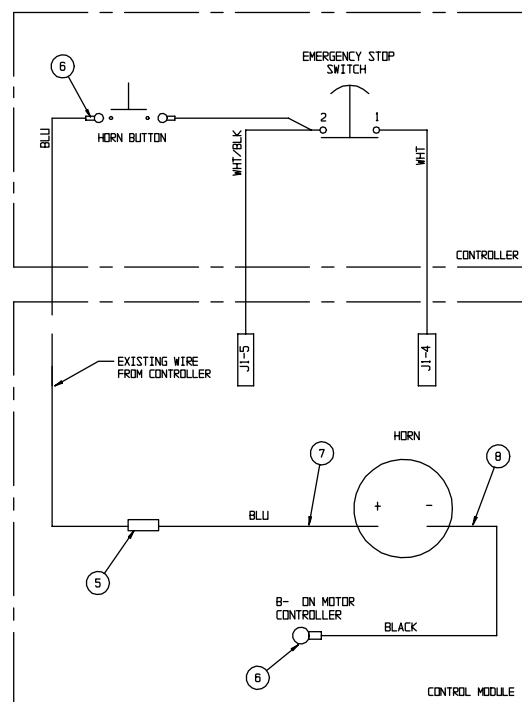 EMERGENCY STOP
SWITCH
6
2
1
HORN BUTTON
BLU
WHT/BLK
WHT
CONTROLLER
J1-5
J1-4
EXISTING WIRE
FROM CONTROLLER
HORN
7
8
+ -
BLU
5
B- ON MOTOR
CONTROLLER
BLACK
6
CONTROL MODULE